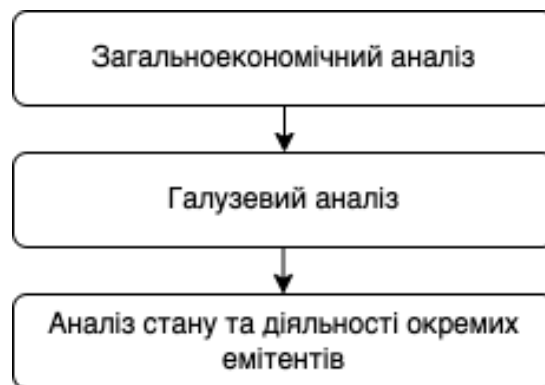 Загальноекономічний аналіз
Галузевий аналіз
Аналіз стану та діяльності окремих
емітентів